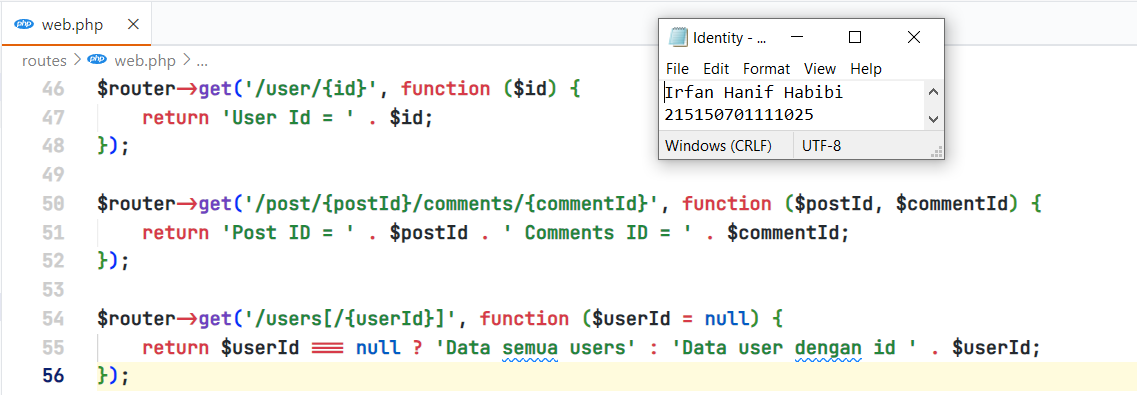 web.php
routes > web.php > ...
46 $router->get('/user/{id}', function ($id) {
47 return 'User Id = ' . $id;
48 });
49
50 $router->get('/post/{postId}/comments/{commentId}', function ($postId, $commentId) {
51 return 'Post ID = ' . $postId . ' Comments ID = ' . $commentId;
52 });
53
54 $router->get('/users[/{userId}]', function ($userId = null) {
55 return $userId === null ? 'Data semua users' : 'Data user dengan id ' . $userId;
56 });
Identity - ...
File Edit Format View Help
Irfan Hanif Habibi
215150701111025
Windows (CRLF) UTF-8